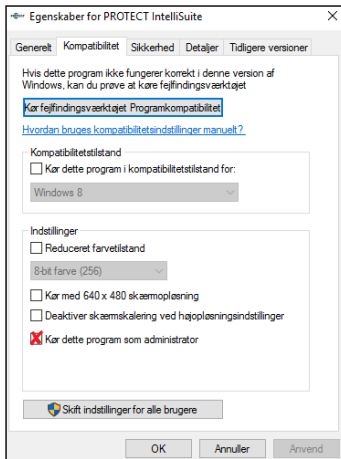 Egenskaber for PROTECT IntelliSuite
Generelt Kompatibilitet Sikkerhed Detaljer Tidligere versioner
Hvis dette program ikke fungerer korrekt i denne version af
Windows, kan du prøve at køre fejlfindingsværktøjet
Kør fejlfindingsværktøjet Programkompatibilitet
Hvordan bruges kompatibilitetsindstillinger manuelt?
Kompatibilitetstilstand
Kør dette program i kompatibilitetstilstand for:
Windows 8
Indstillinger
Reduceret farvetilstand
8-bit farve (256)
Kør med 640 x 480 skærmopløsning
Deaktiver skærmskalering ved højopløsningsindstillinger
Kør dette program som administrator
Skift indstillinger for alle brugere
OK Annuller Anvend